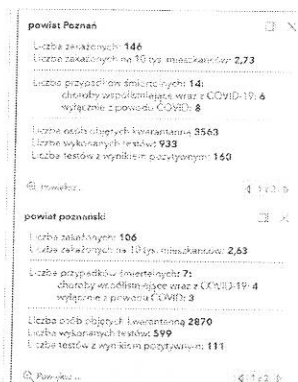 powiat Poznań
Liczba zakażonych: 146
Liczba zakażonych na 10 tys. mieszkańców: 2,73
Liczba przypadków śmiertelnych: 14:
choroby współistniejące wraz z COVID-19: 6
wyłącznie z powodu COVID: 8
Liczba osób objętych kwarantanną 3563
Liczba wykonanych testów: 933
Liczba testów z wynikiem pozytywnym: 160
Powiększ ...
1 z 2
powiat poznański
Liczba zakażonych: 106
Liczba zakażonych na 10 tys. mieszkańców: 2,63
Liczba przypadków śmiertelnych: 7:
choroby współistniejące wraz z COVID-19: 4
wyłącznie z powodu COVID: 3
Liczba osób objętych kwarantanną 2870
Liczba wykonanych testów: 599
Liczba testów z wynikiem pozytywnym: 111
Powiększ ...
1 z 2